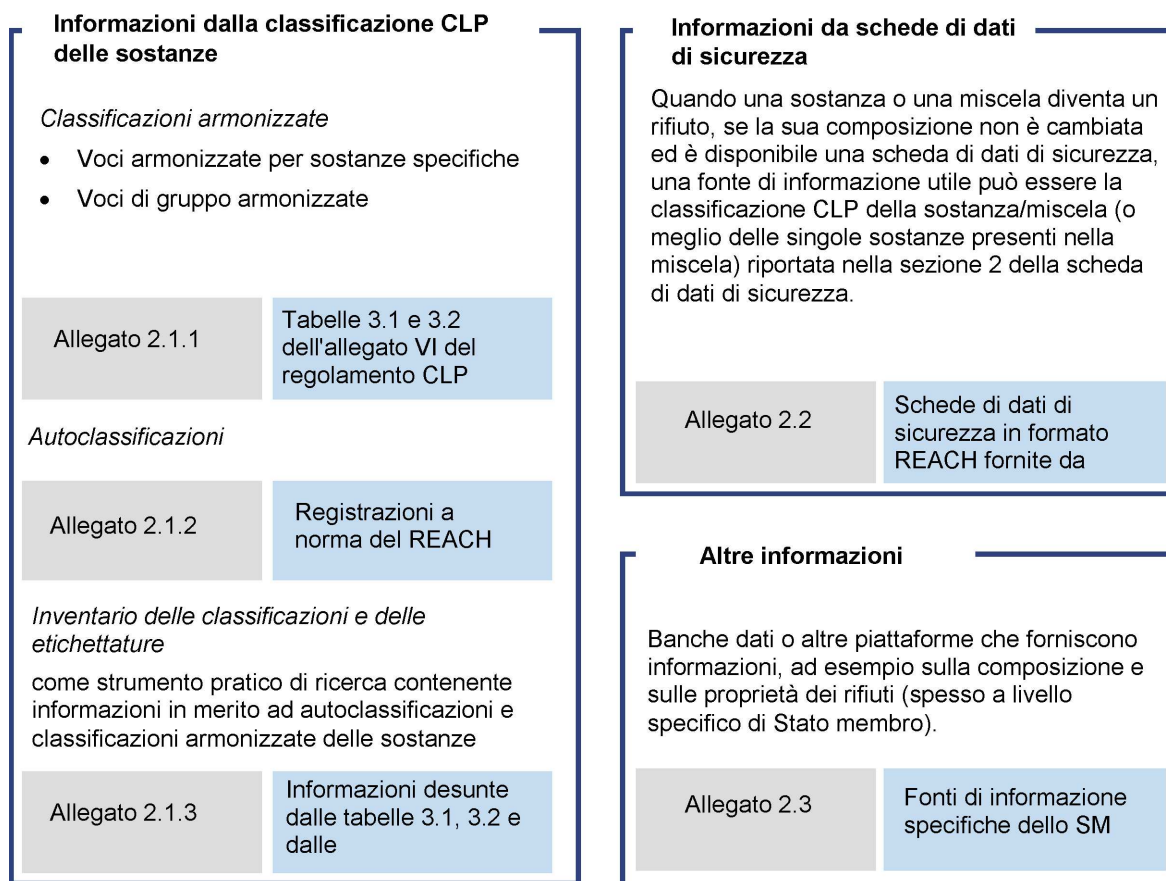 Informazioni dalla classificazione CLP
delle sostanze
Classificazioni armonizzate
• Voci armonizzate per sostanze specifiche
• Voci di gruppo armonizzate
Allegato 2.1.1
Tabelle 3.1 e 3.2
dell'allegato VI del
regolamento CLP
Autoclassificazioni
Allegato 2.1.2
Registrazioni a
norma del REACH
Inventario delle classificazioni e delle
etichettature
come strumento pratico di ricerca contenente
informazioni in merito ad autoclassificazioni e
classificazioni armonizzate delle sostanze
Allegato 2.1.3
Informazioni desunte
dalle tabelle 3.1, 3.2 e
dalle
Informazioni da schede di dati
di sicurezza
Quando una sostanza o una miscela diventa un
rifiuto, se la sua composizione non è cambiata
ed è disponibile una scheda di dati di sicurezza,
una fonte di informazione utile può essere la
classificazione CLP della sostanza/miscela (o
meglio delle singole sostanze presenti nella
miscela) riportata nella sezione 2 della scheda
di dati di sicurezza.
Allegato 2.2
Schede di dati di
sicurezza in formato
REACH fornite da
Altre informazioni
Banche dati o altre piattaforme che forniscono
informazioni, ad esempio sulla composizione e
sulle proprietà dei rifiuti (spesso a livello
specifico di Stato membro).
Allegato 2.3
Fonti di informazione
specifiche dello SM